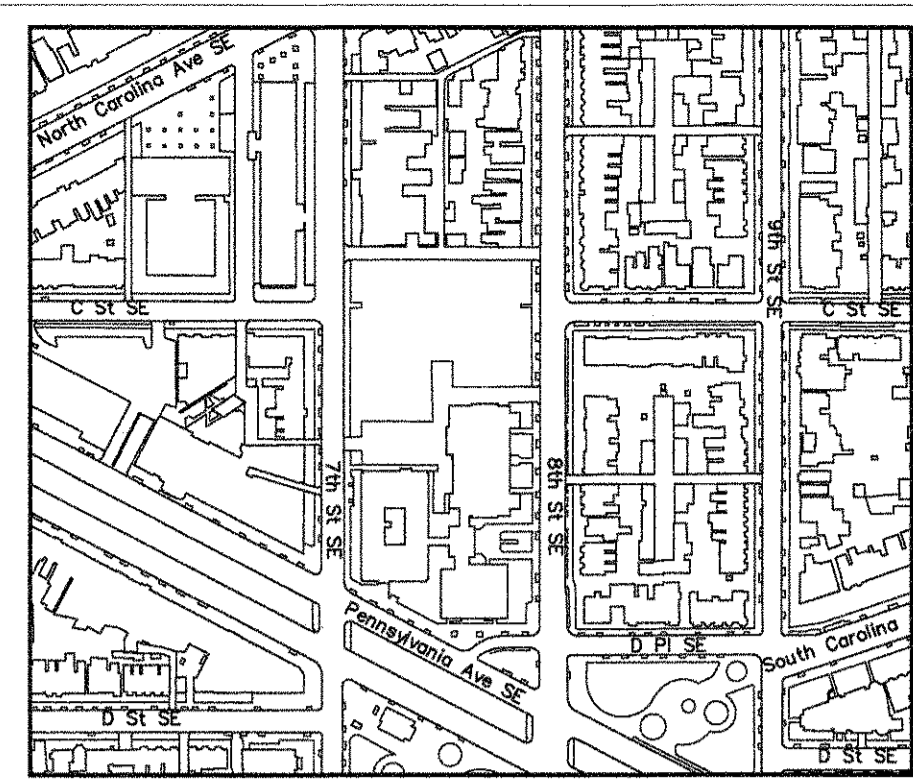 North Carolina Ave SE
9th St SE
C St SE
C St SE
7th St SE
8th St SE
Pennsylvania Ave SE
D Pl SE
South Carolina
D St SE
D St SE